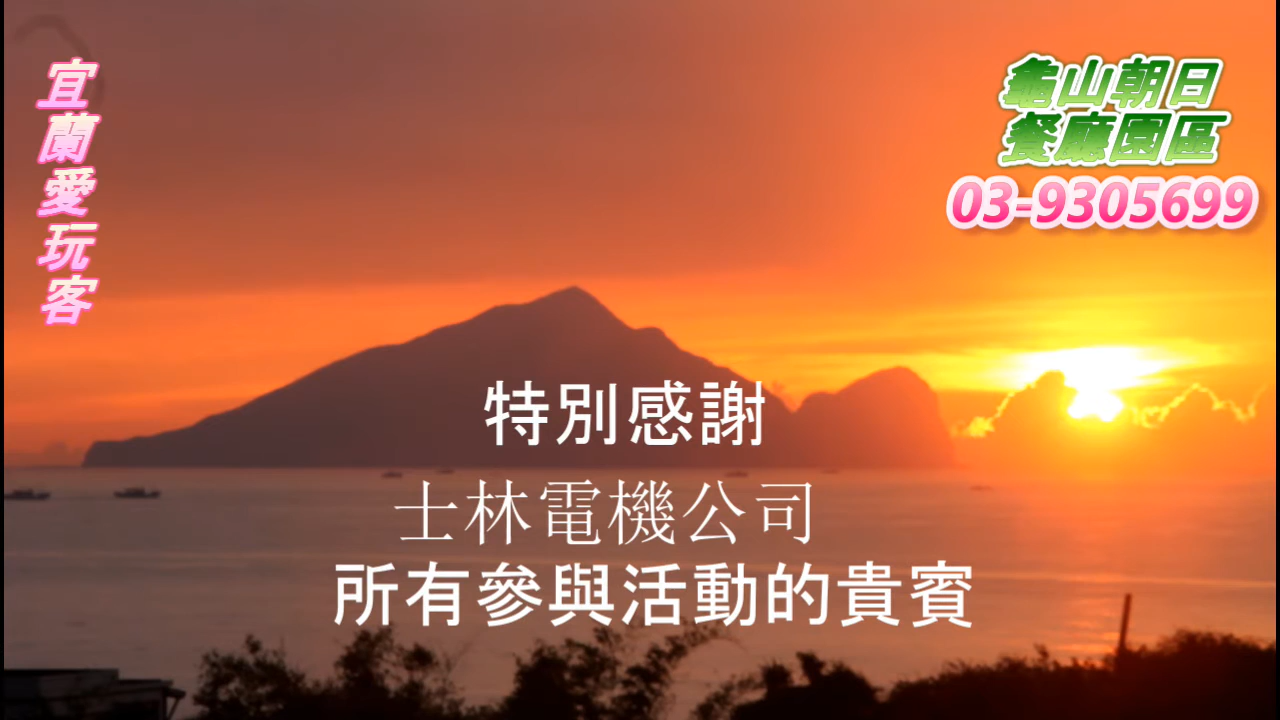 宜蘭愛玩客
龜山朝日
餐廳園區
03-9305699
特別感謝
士林電機公司
所有參與活動的貴賓